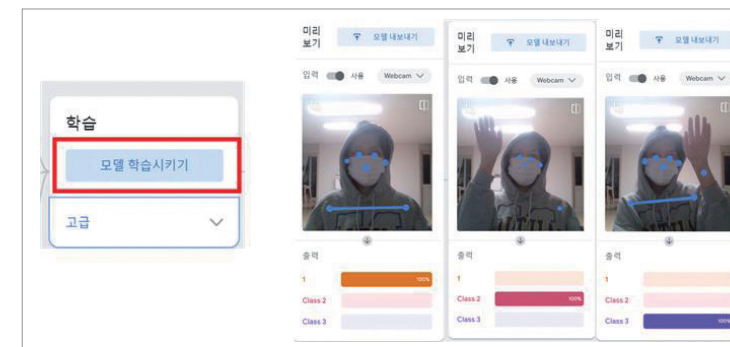 학습
모델 학습시키기
고급
미리
보기
모델 내보내기
입력
사용
Webcam
출력
1
100%
Class 2
Class 3
미리
보기
모델 내보내기
입력
사용
Webcam
출력
1
Class 2
100%
Class 3
미리
보기
모델 내보내기
입력
사용
Webcam
출력
1
Class 2
Class 3
100%